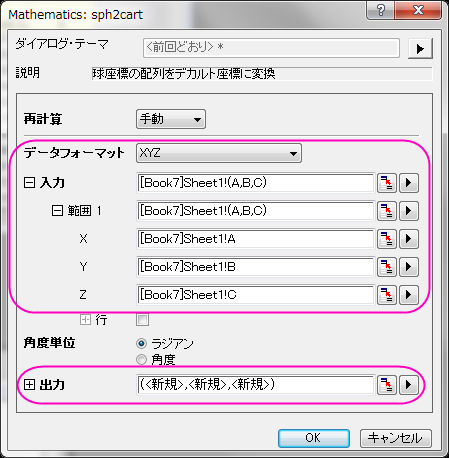 Mathematics: sph2cart
ダイアログ・テーマ <前回どおり> *
説明 球座標の配列をデカルト座標に変換
再計算 手動
データフォーマット XYZ
入力 [Book7]Sheet1!(A,B,C)
範囲 1 [Book7]Sheet1!(A,B,C)
X [Book7]Sheet1!A
Y [Book7]Sheet1!B
Z [Book7]Sheet1!C
行
角度単位 ラジアン
角度
出力 (<新規>,<新規>,<新規>)
OK キャンセル